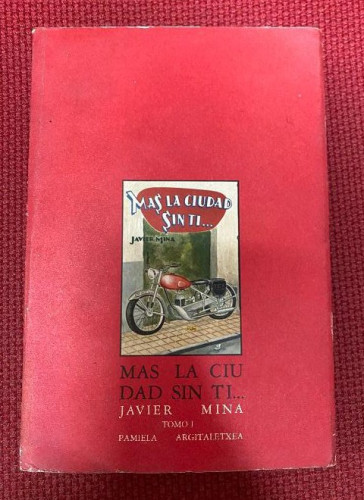 MAS LA CIUDAD
SIN TI...
JAVIER MINA
MAS LA CIU
DAD SIN TI...
JAVIER MINA
TOMO I
PAMIELA ARGITALETXEA